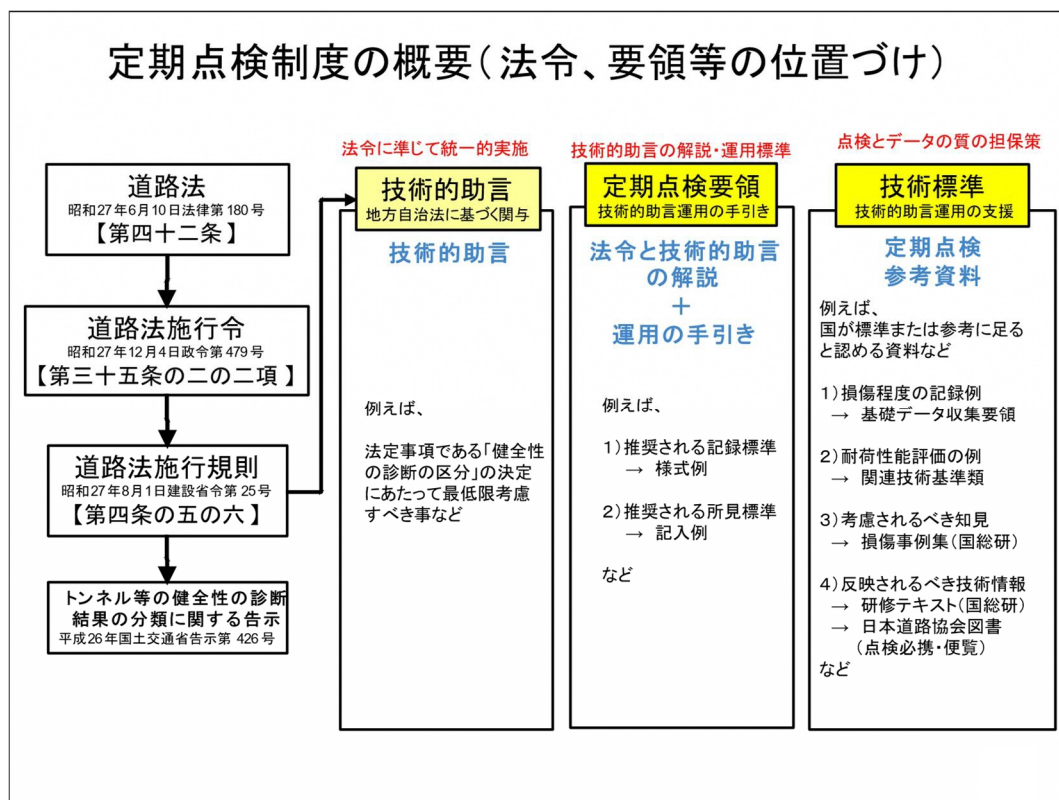 定期点検制度の概要(法令、要領等の位置づけ)
道路法
昭和27年6月10日法律第180号
【第四十二条】
道路法施行令
昭和27年12月4日政令第479号
【第三十五条の二の二項】
道路法施行規則
昭和27年8月1日建設省令第25号
【第四条の五の六】
トンネル等の健全性の診断
結果の分類に関する告示
平成26年国土交通省告示第 426号
法令に準じて統一的実施
技術的助言
地方自治法に基づく関与
技術的助言
例えば、
法定事項である「健全性
の診断の区分」の決定
にあたって最低限考慮
すべき事など
技術的助言の解説・運用標準
定期点検要領
技術的助言運用の手引き
法令と技術的助言
の解説
+
運用の手引き
例えば、
1)推奨される記録標準
→ 様式例
2)推奨される所見標準
→ 記入例
など
点検とデータの質の担保策
技術標準
技術的助言運用の支援
定期点検
参考資料
例えば、
国が標準または参考に足る
と認める資料など
1)損傷程度の記録例
→ 基礎データ収集要領
2)耐荷性能評価の例
→ 関連技術基準類
3)考慮されるべき知見
→ 損傷事例集(国総研)
4)反映されるべき技術情報
→ 研修テキスト(国総研)
→ 日本道路協会図書
(点検必携・便覧)
など